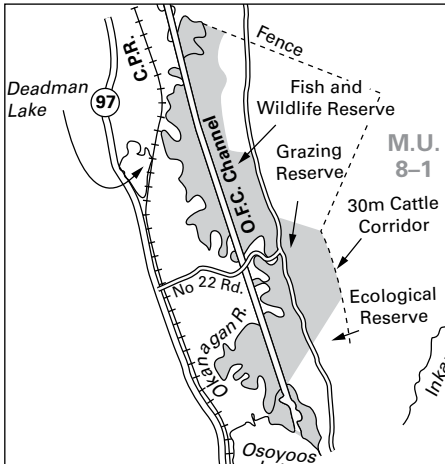 Fence
C.P.R.
Deadman
Lake
97
Fish and
Wildlife Reserve
O.F.C. Channel
Grazing
Reserve
M.U.
8–1
30m Cattle
Corridor
No 22 Rd.
Ecological
Reserve
Okanagan R.
Osoyoos